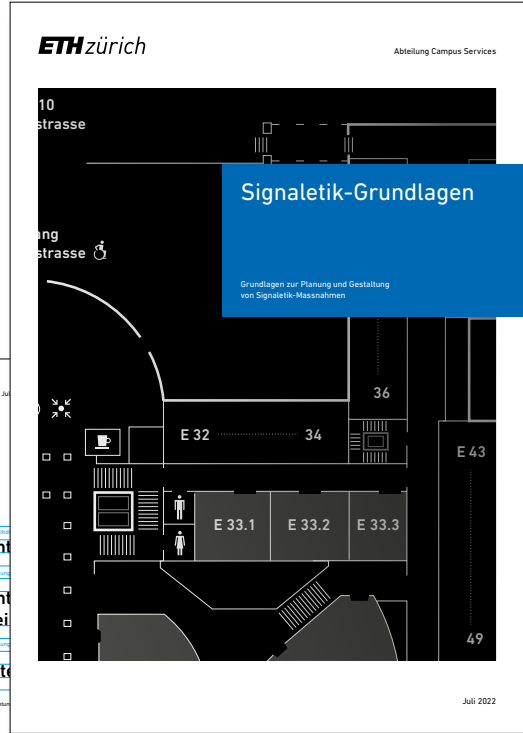 ETH zürich
Abteilung Campus Services
10
strasse
Signaletik-Grundlagen
ang
strasse
Grundlagen zur Planung und Gestaltung
von Signaletik-Massnahmen
36
E 32
34
E 43
E 33.1
E 33.2
E 33.3
49
Juli 2022